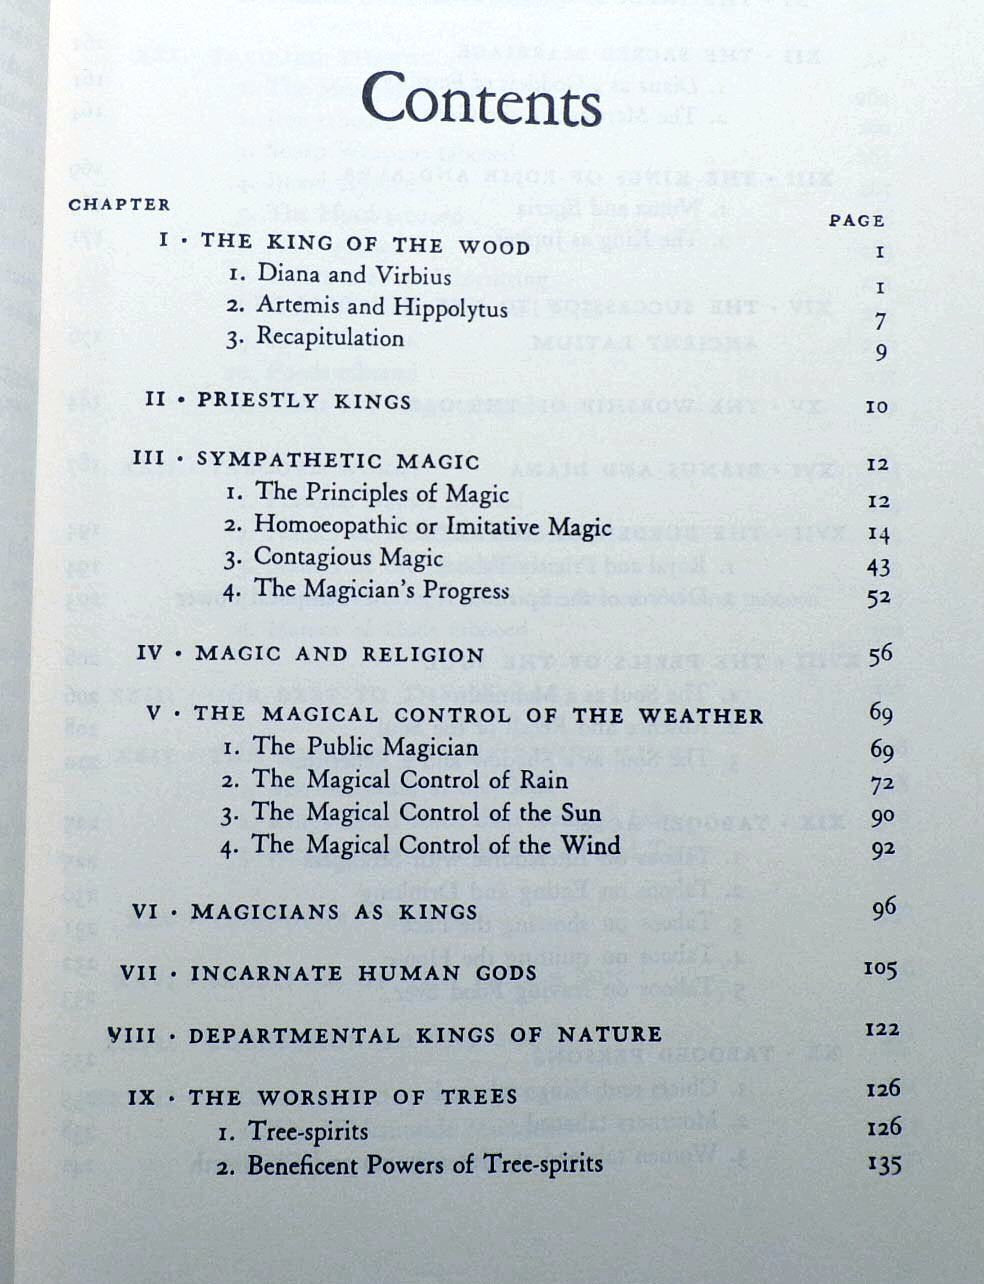 Contents
CHAPTER PAGE
I · THE KING OF THE WOOD 1
1. Diana and Virbius 1
2. Artemis and Hippolytus 7
3. Recapitulation 9
II · PRIESTLY KINGS 10
III · SYMPATHETIC MAGIC 12
1. The Principles of Magic 12
2. Homoeopathic or Imitative Magic 14
3. Contagious Magic 43
4. The Magician's Progress 52
IV · MAGIC AND RELIGION 56
V · THE MAGICAL CONTROL OF THE WEATHER 69
1. The Public Magician 69
2. The Magical Control of Rain 72
3. The Magical Control of the Sun 90
4. The Magical Control of the Wind 92
VI · MAGICIANS AS KINGS 96
VII · INCARNATE HUMAN GODS 105
VIII · DEPARTMENTAL KINGS OF NATURE 122
IX · THE WORSHIP OF TREES 126
1. Tree-spirits 126
2. Beneficent Powers of Tree-spirits 135